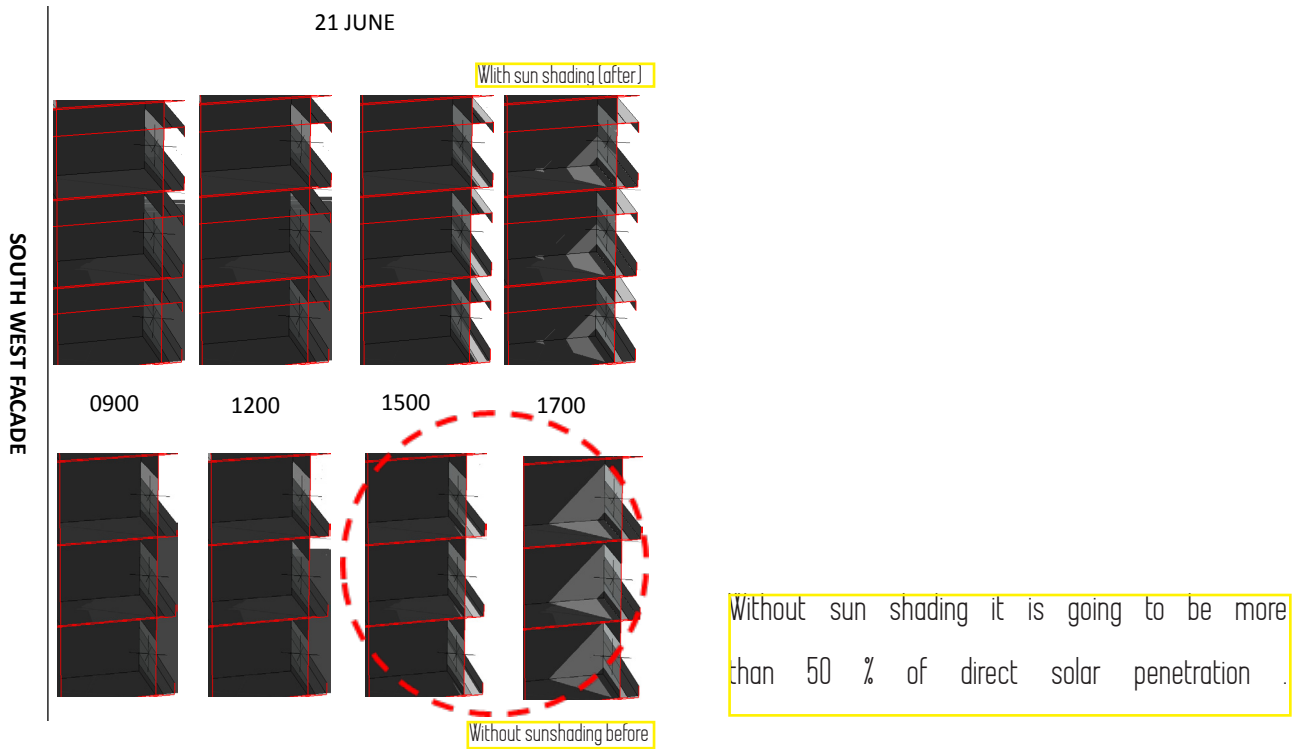 21 JUNE
WIith sun shading (after)
SOUTH WEST FACADE
0900 1200 1500 1700
Without sun shading it is going to be more
than 50 % of direct solar penetration .
Without sunshading before